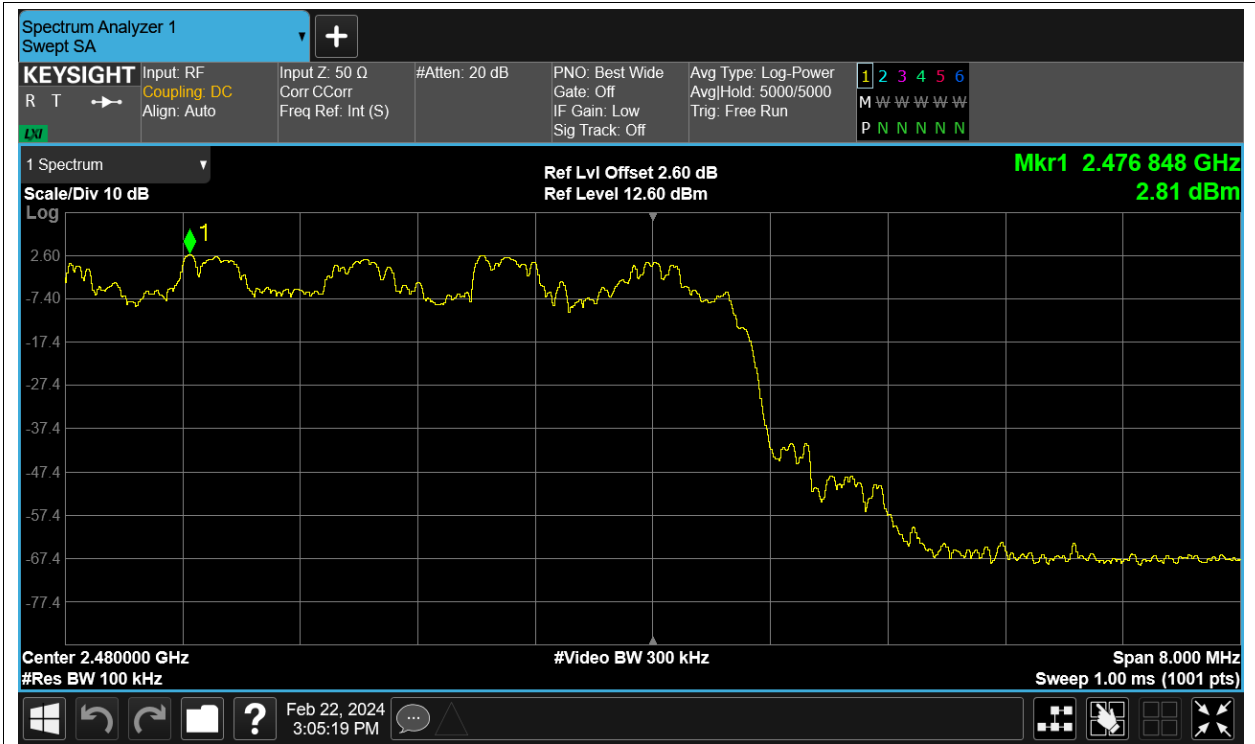 Spectrum Analyzer 1
Swept SA
+
KEYSIGHT
R T
LXI
Input: RF
Coupling: DC
Align: Auto
Input Z: 50 Ω
Corr CCorr
Freq Ref: Int (S)
#Atten: 20 dB
PNO: Best Wide
Gate: Off
IF Gain: Low
Sig Track: Off
Avg Type: Log-Power
Avg|Hold: 5000/5000
Trig: Free Run
1 2 3 4 5 6
M W W W W W
P N N N N N
1 Spectrum
Scale/Div 10 dB
Log
Ref Lvl Offset 2.60 dB
Ref Level 12.60 dBm
Mkr1 2.476 848 GHz
2.81 dBm
1
2.60
-7.40
-17.4
-27.4
-37.4
-47.4
-57.4
-67.4
-77.4
Center 2.480000 GHz
#Video BW 300 kHz
Span 8.000 MHz
#Res BW 100 kHz
Sweep 1.00 ms (1001 pts)
?
Feb 22, 2024
3:05:19 PM